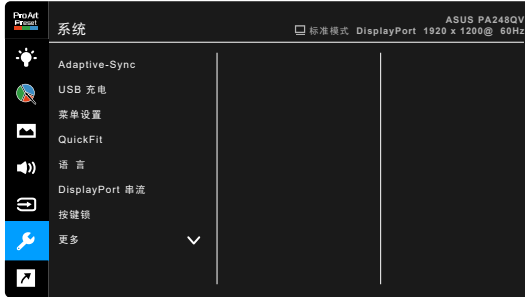 ProArt
Preset
系统
ASUS PA248QV
标准模式 DisplayPort 1920 x 1200@ 60Hz
Adaptive-Sync
USB 充电
菜单设置
QuickFit
语 言
DisplayPort 串流
按键锁
更多